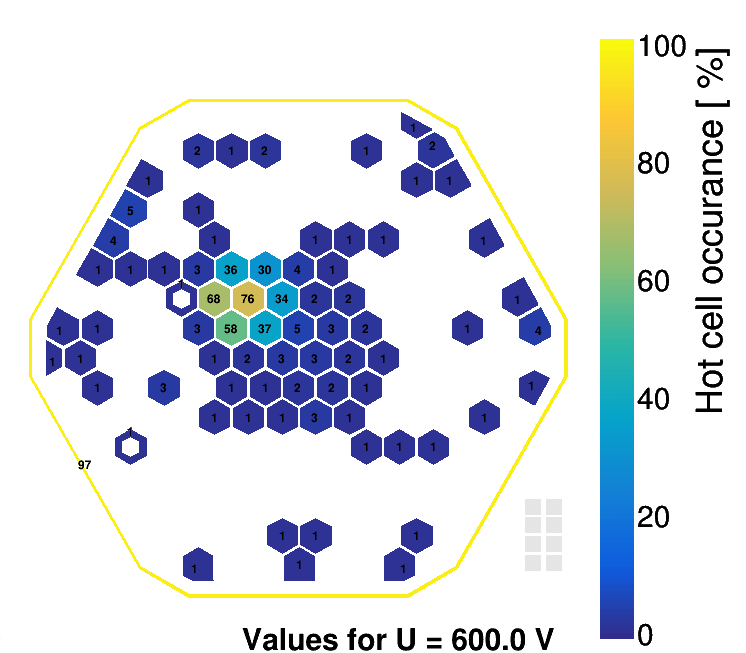 100
80
60
40
20
0
Hot cell occurance [ %]
1
2 1 2 1 2
1 1 1
5 1
4 1 1 1 1 1
1 1 1 3 36 30 4 1
1 68 76 34 2 2 1
1 1 3 58 37 5 3 2 1 4
1 1 1 2 3 3 2 1
1 3 1 1 2 2 1 1
1 1 1 3 1 1
1 1 1 1
97
1 1 1
1 1 1
Values for U = 600.0 V